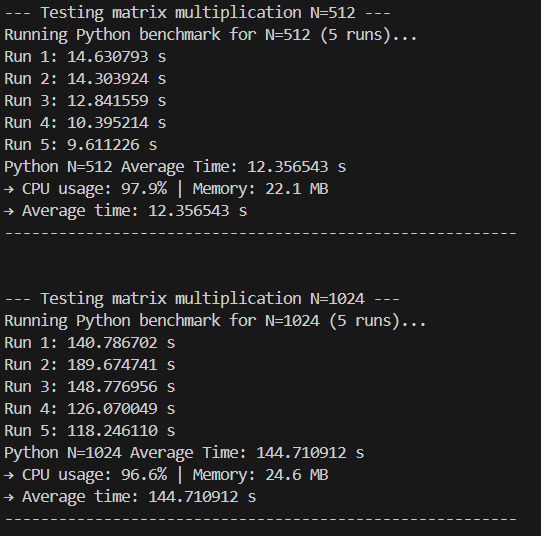 --- Testing matrix multiplication N=512 ---
Running Python benchmark for N=512 (5 runs)...
Run 1: 14.630793 s
Run 2: 14.303924 s
Run 3: 12.841559 s
Run 4: 10.395214 s
Run 5: 9.611226 s
Python N=512 Average Time: 12.356543 s
→ CPU usage: 97.9% | Memory: 22.1 MB
→ Average time: 12.356543 s
---------------------------------------------------------
--- Testing matrix multiplication N=1024 ---
Running Python benchmark for N=1024 (5 runs)...
Run 1: 140.786702 s
Run 2: 189.674741 s
Run 3: 148.776956 s
Run 4: 126.070049 s
Run 5: 118.246110 s
Python N=1024 Average Time: 144.710912 s
→ CPU usage: 96.6% | Memory: 24.6 MB
→ Average time: 144.710912 s
---------------------------------------------------------